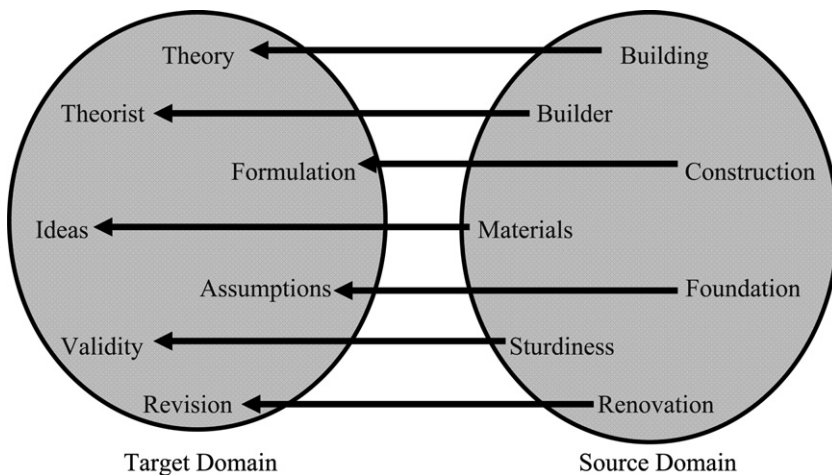 Theory Building
Theorist Builder
Formulation Construction
Ideas Materials
Assumptions Foundation
Validity Sturdiness
Revision Renovation
Target Domain Source Domain